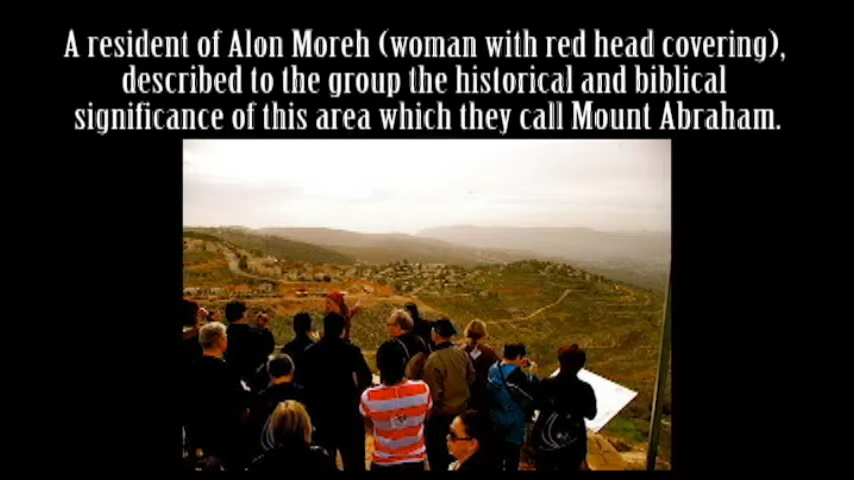 A resident of Alon Moreh (woman with red head covering),
described to the group the historical and biblical
significance of this area which they call Mount Abraham.